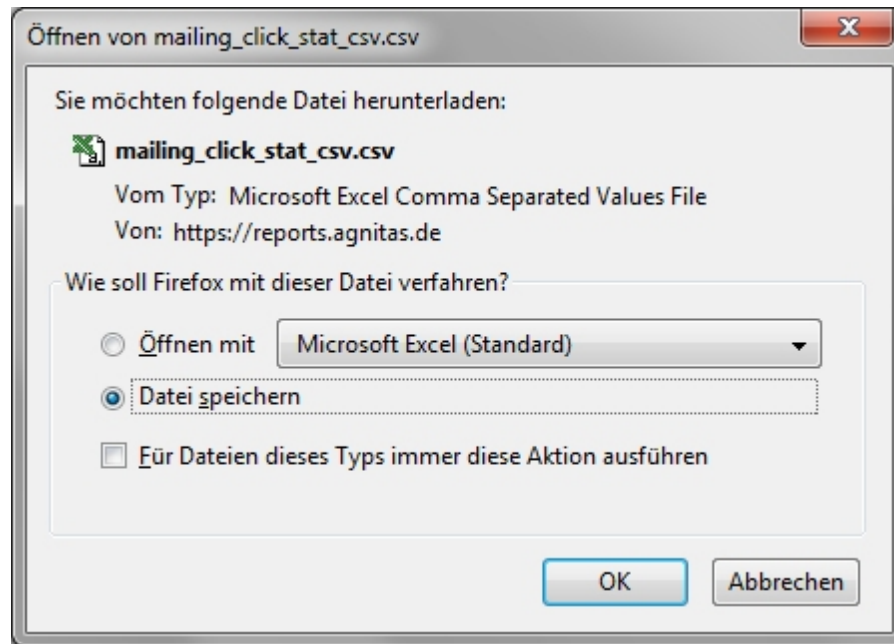 Öffnen von mailing_click_stat_csv.csv
Sie möchten folgende Datei herunterladen:
mailing_click_stat_csv.csv
Vom Typ: Microsoft Excel Comma Separated Values File
Von: https://reports.agnitas.de
Wie soll Firefox mit dieser Datei verfahren?
Öffnen mit Microsoft Excel (Standard)
Datei speichern
Für Dateien dieses Typs immer diese Aktion ausführen
OK Abbrechen